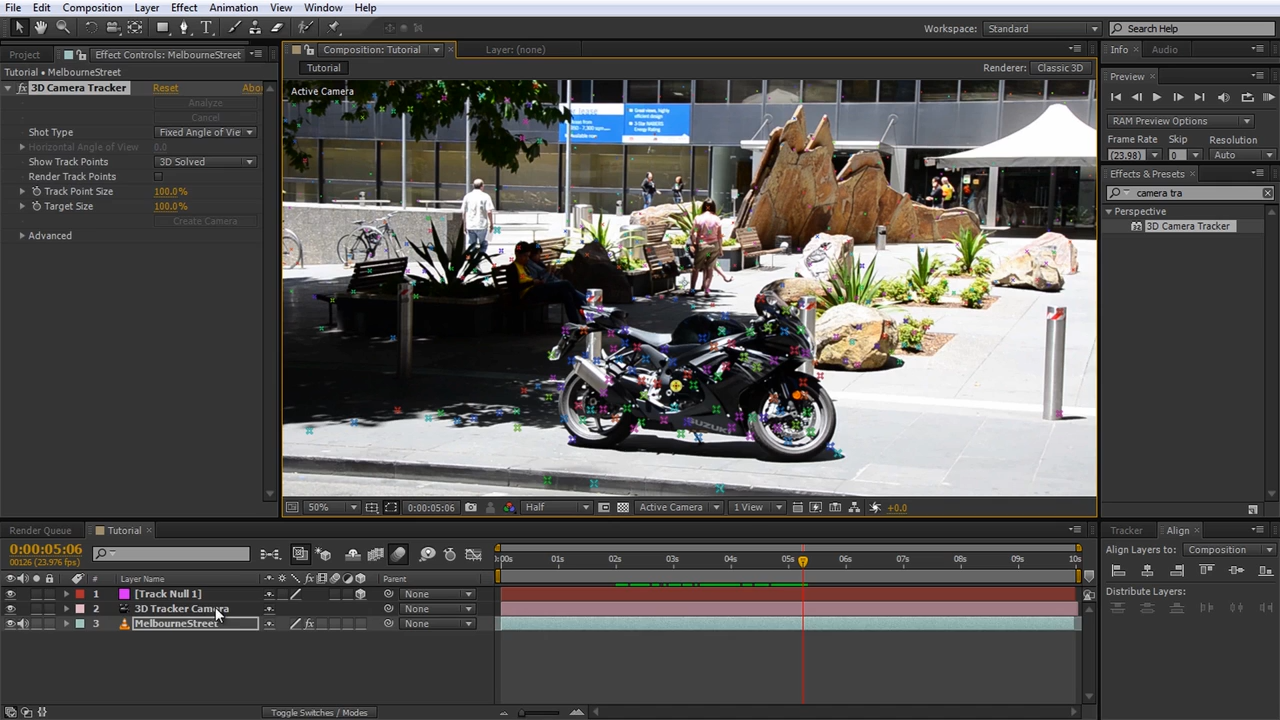 File Edit Composition Layer Effect Animation View Window Help
Workspace: Standard Search Help
Project Effect Controls: MelbourneStreet Composition: Tutorial Layer: (none) Info Audio
Tutorial • MelbourneStreet
Tutorial
Renderer: Classic 3D
Preview
fx 3D Camera Tracker Reset Abo
Active Camera
Analyze
Cancel
Shot Type Fixed Angle of Vie
Horizontal Angle of View 0.0
Show Track Points 3D Solved
Render Track Points
Track Point Size 100.0%
Target Size 100.0%
Create Camera
Advanced
RAM Preview Options
Frame Rate Skip Resolution
(23.98) 0 Auto
Effects & Presets
camera tra
Perspective
3D Camera Tracker
SUZUKI
50% 0:00:05:06 Half Active Camera 1 View +0.0
Render Queue Tutorial
Tracker Align
0:00:05:06
00126 (23.976 fps)
:00s 01s 02s 03s 04s 05s 06s 07s 08s 09s 10s
Align Layers to: Composition
Distribute Layers:
# Layer Name fx Parent
1 [Track Null 1] None
2 3D Tracker Camera None
3 MelbourneStreet fx None
Toggle Switches / Modes